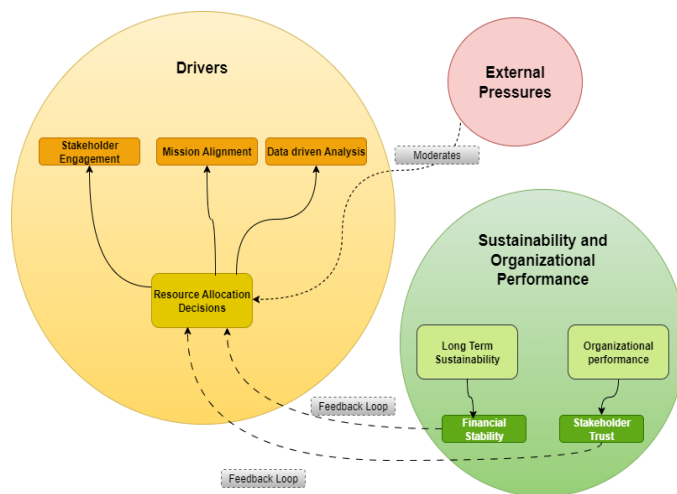 Drivers
External
Pressures
Stakeholder
Engagement
Mission Alignment
Data driven Analysis
Moderates
Sustainability and
Organizational
Performance
Resource Allocation
Decisions
Long Term
Sustainability
Organizational
performance
Feedback Loop
Financial
Stability
Stakeholder
Trust
Feedback Loop